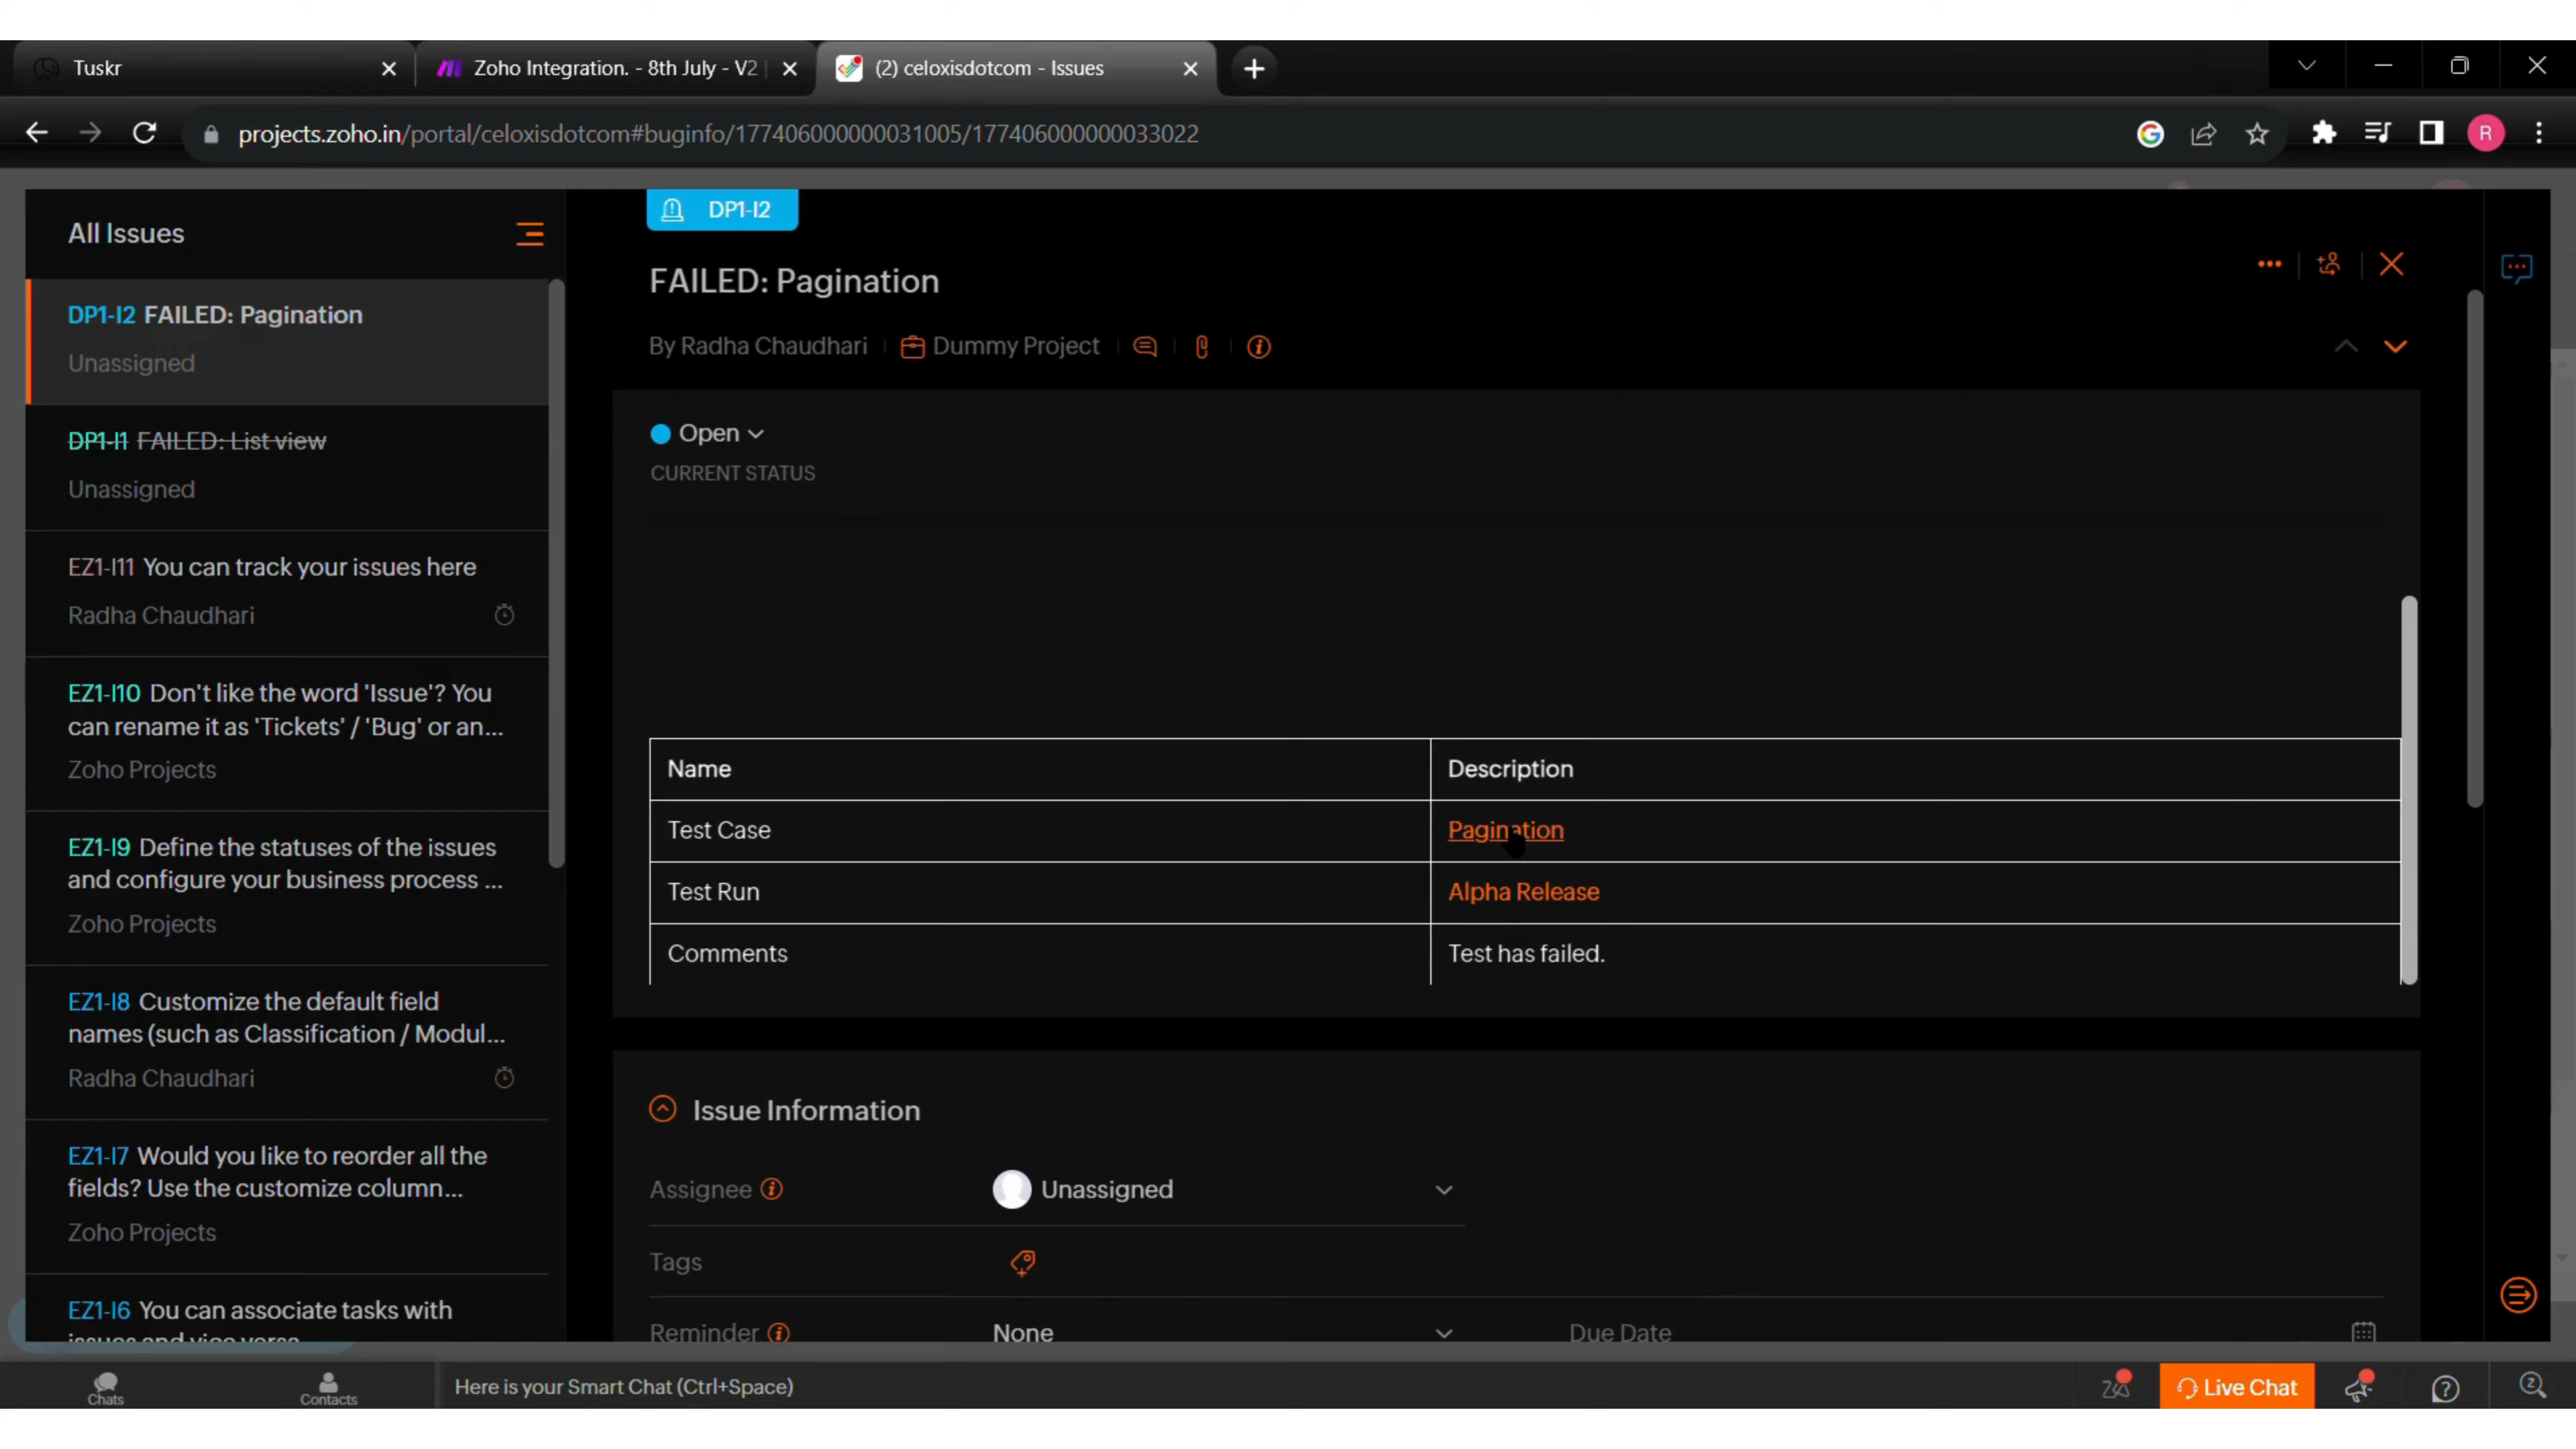 Tuskr
Zoho Integration. - 8th July - V2
(2) celoxisdotcom - Issues
projects.zoho.in/portal/celoxisdotcom#buginfo/177406000000031005/177406000000033022
R
All Issues
DP1-I2 FAILED: Pagination
Unassigned
DP1-I1 FAILED: List view
Unassigned
EZ1-I11 You can track your issues here
Radha Chaudhari
EZ1-I10 Don't like the word 'Issue'? You
can rename it as 'Tickets' / 'Bug' or an...
Zoho Projects
EZ1-I9 Define the statuses of the issues
and configure your business process ...
Zoho Projects
EZ1-I8 Customize the default field
names (such as Classification / Modul...
Radha Chaudhari
EZ1-I7 Would you like to reorder all the
fields? Use the customize column...
Zoho Projects
EZ1-I6 You can associate tasks with
issues and vice versa
DP1-I2
FAILED: Pagination
By Radha Chaudhari
Dummy Project
Open
CURRENT STATUS
Name Description
Test Case Pagination
Test Run Alpha Release
Comments Test has failed.
Issue Information
Assignee Unassigned
Tags
Reminder None Due Date
Chats
Contacts
Here is your Smart Chat (Ctrl+Space)
Live Chat